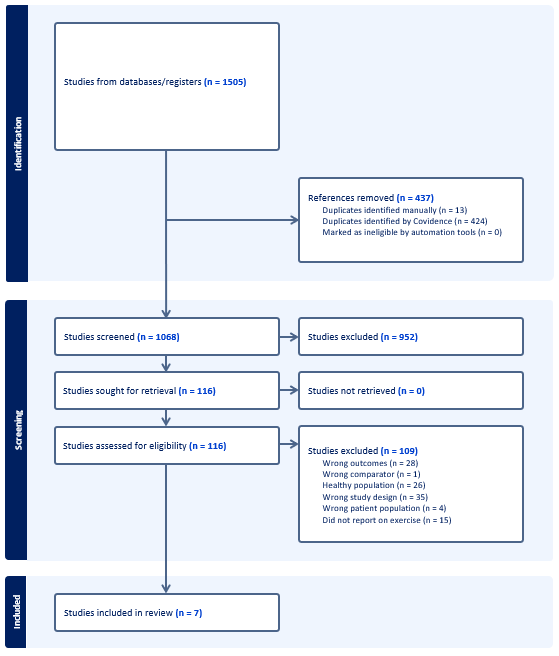 Identification
Studies from databases/registers (n = 1505)
References removed (n = 437)
Duplicates identified manually (n = 13)
Duplicates identified by Covidence (n = 424)
Marked as ineligible by automation tools (n = 0)
Screening
Studies screened (n = 1068)
Studies excluded (n = 952)
Studies sought for retrieval (n = 116)
Studies not retrieved (n = 0)
Studies assessed for eligibility (n = 116)
Studies excluded (n = 109)
Wrong outcomes (n = 28)
Wrong comparator (n = 1)
Healthy population (n = 26)
Wrong study design (n = 35)
Wrong patient population (n = 4)
Did not report on exercise (n = 15)
Included
Studies included in review (n = 7)